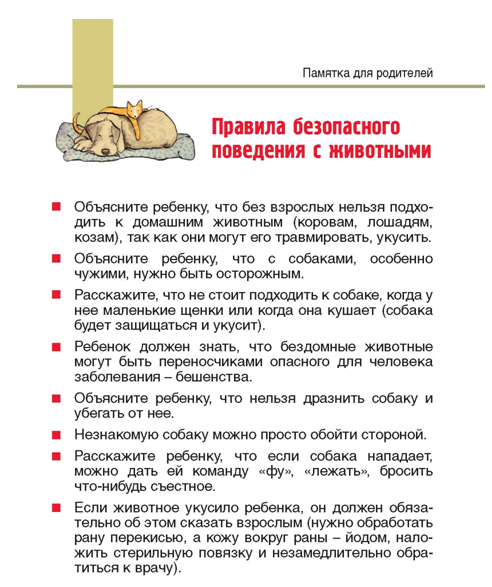 Памятка для родителей
Правила безопасного
поведения с животными
Объясните ребенку, что без взрослых нельзя подхо-
дить к домашним животным (коровам, лошадям,
козам), так как они могут его травмировать, укусить.
Объясните ребенку, что с собаками, особенно
чужими, нужно быть осторожным.
Расскажите, что не стоит подходить к собаке, когда у
нее маленькие щенки или когда она кушает (собака
будет защищаться и укусит).
Ребенок должен знать, что бездомные животные
могут быть переносчиками опасного для человека
заболевания – бешенства.
Объясните ребенку, что нельзя дразнить собаку и
убегать от нее.
Незнакомую собаку можно просто обойти стороной.
Расскажите ребенку, что если собака нападает,
можно дать ей команду «фу», «лежать», бросить
что-нибудь съестное.
Если животное укусило ребенка, он должен обяза-
тельно об этом сказать взрослым (нужно обработать
рану перекисью, а кожу вокруг раны – йодом, нало-
жить стерильную повязку и незамедлительно обра-
титься к врачу).